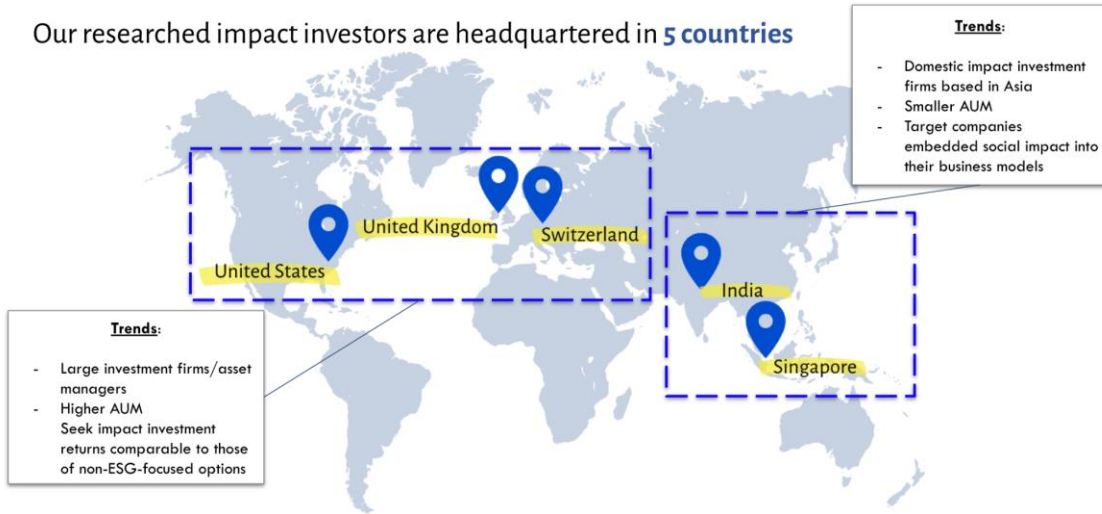 Our researched impact investors are headquartered in 5 countries
Trends:
- Domestic impact investment
firms based in Asia
- Smaller AUM
- Target companies
embedded social impact into
their business models
United Kingdom
Switzerland
United States
India
Singapore
Trends:
- Large investment firms/asset
managers
- Higher AUM
Seek impact investment
returns comparable to those
of non-ESG-focused options